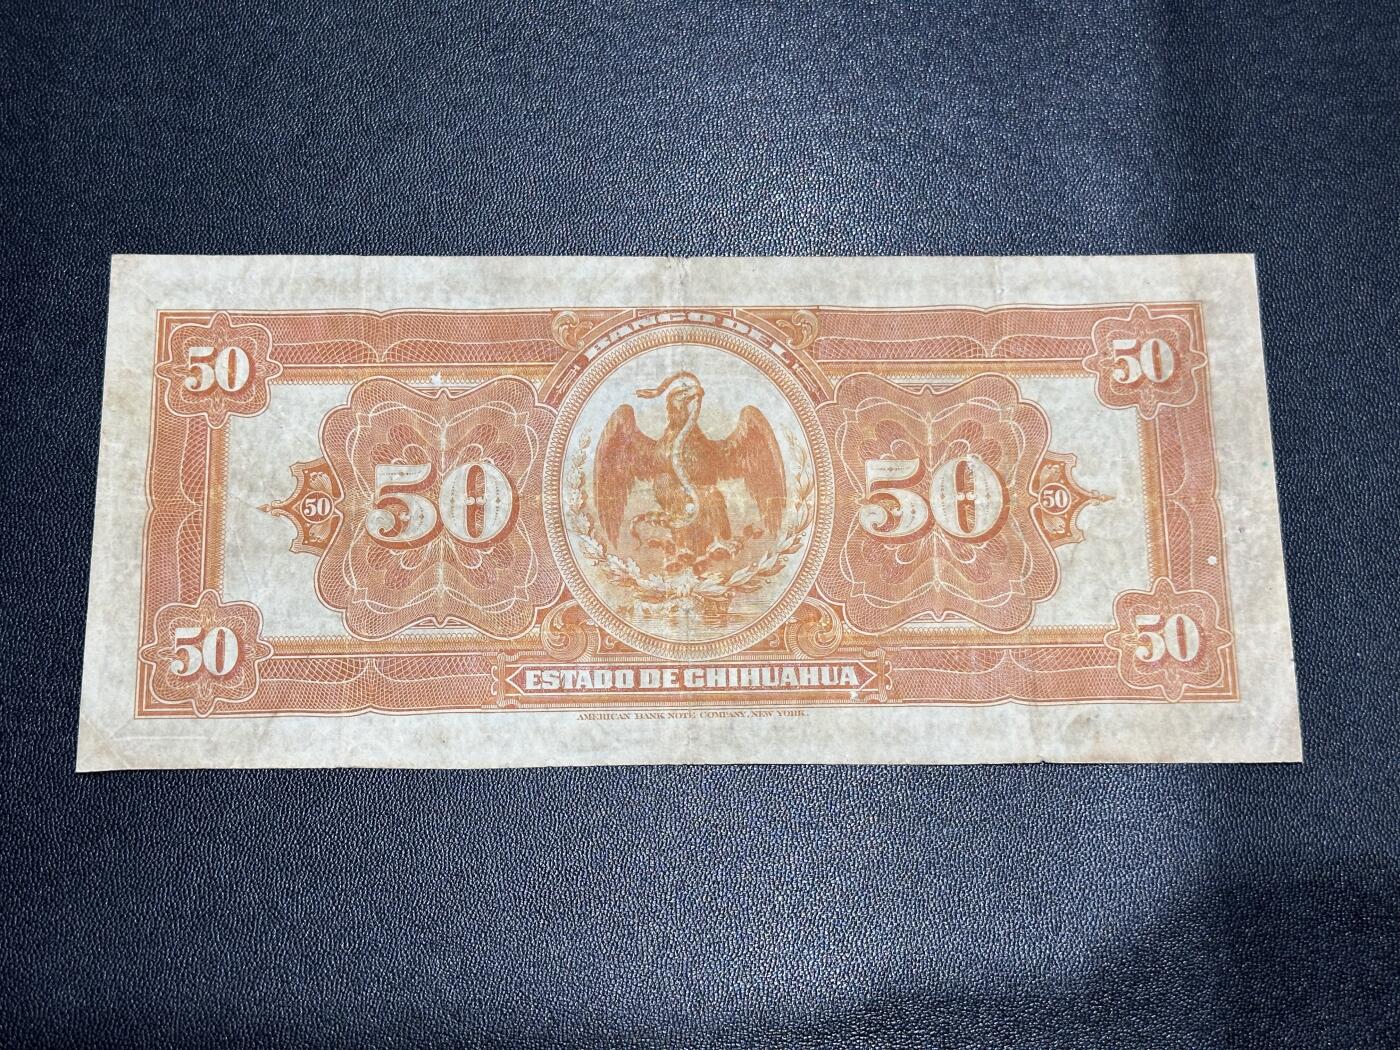 BANCO DEL
50 50
50 50 50 50
50 50
ESTADO DE CHIHUAHUA
AMERICAN BANK NOTE COMPANY, NEW YORK.